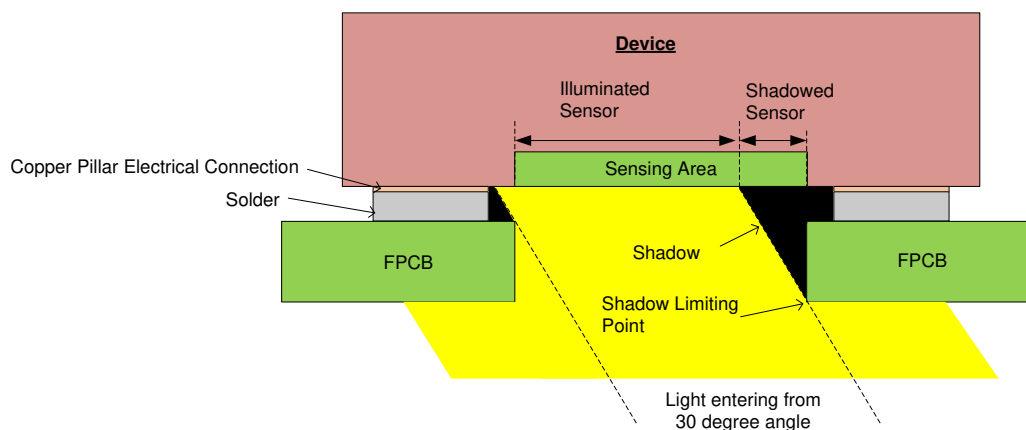 Device
Illuminated
Sensor
Shadowed
Sensor
Copper Pillar Electrical Connection
Sensing Area
Solder
FPCB
Shadow
FPCB
Shadow Limiting
Point
Light entering from
30 degree angle